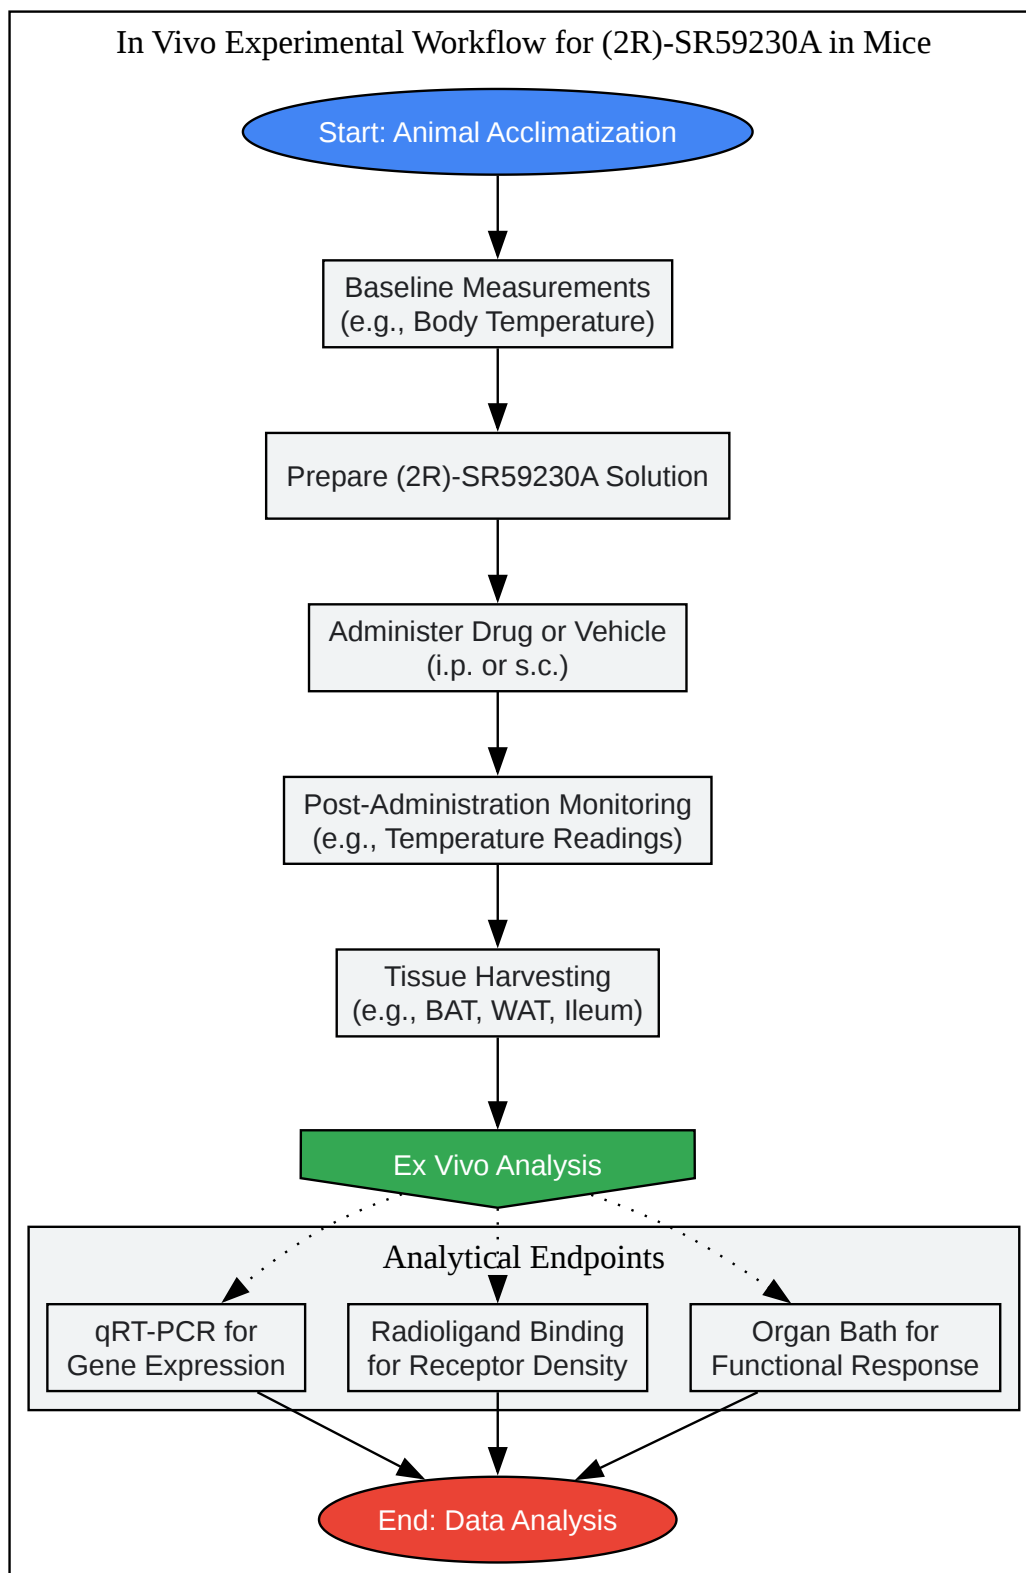 In Vivo Experimental Workflow for (2R)-SR59230A in Mice
Start: Animal Acclimatization
Baseline Measurements
(e.g., Body Temperature)
Prepare (2R)-SR59230A Solution
Administer Drug or Vehicle
(i.p. or s.c.)
Post-Administration Monitoring
(e.g., Temperature Readings)
Tissue Harvesting
(e.g., BAT, WAT, Ileum)
Ex Vivo Analysis
Analytical Endpoints
qRT-PCR for
Gene Expression
Radioligand Binding
for Receptor Density
Organ Bath for
Functional Response
End: Data Analysis